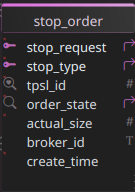 stop_order
stop_request
stop_type
tpsl_id #
order_state
actual_size #
broker_id T
create_time